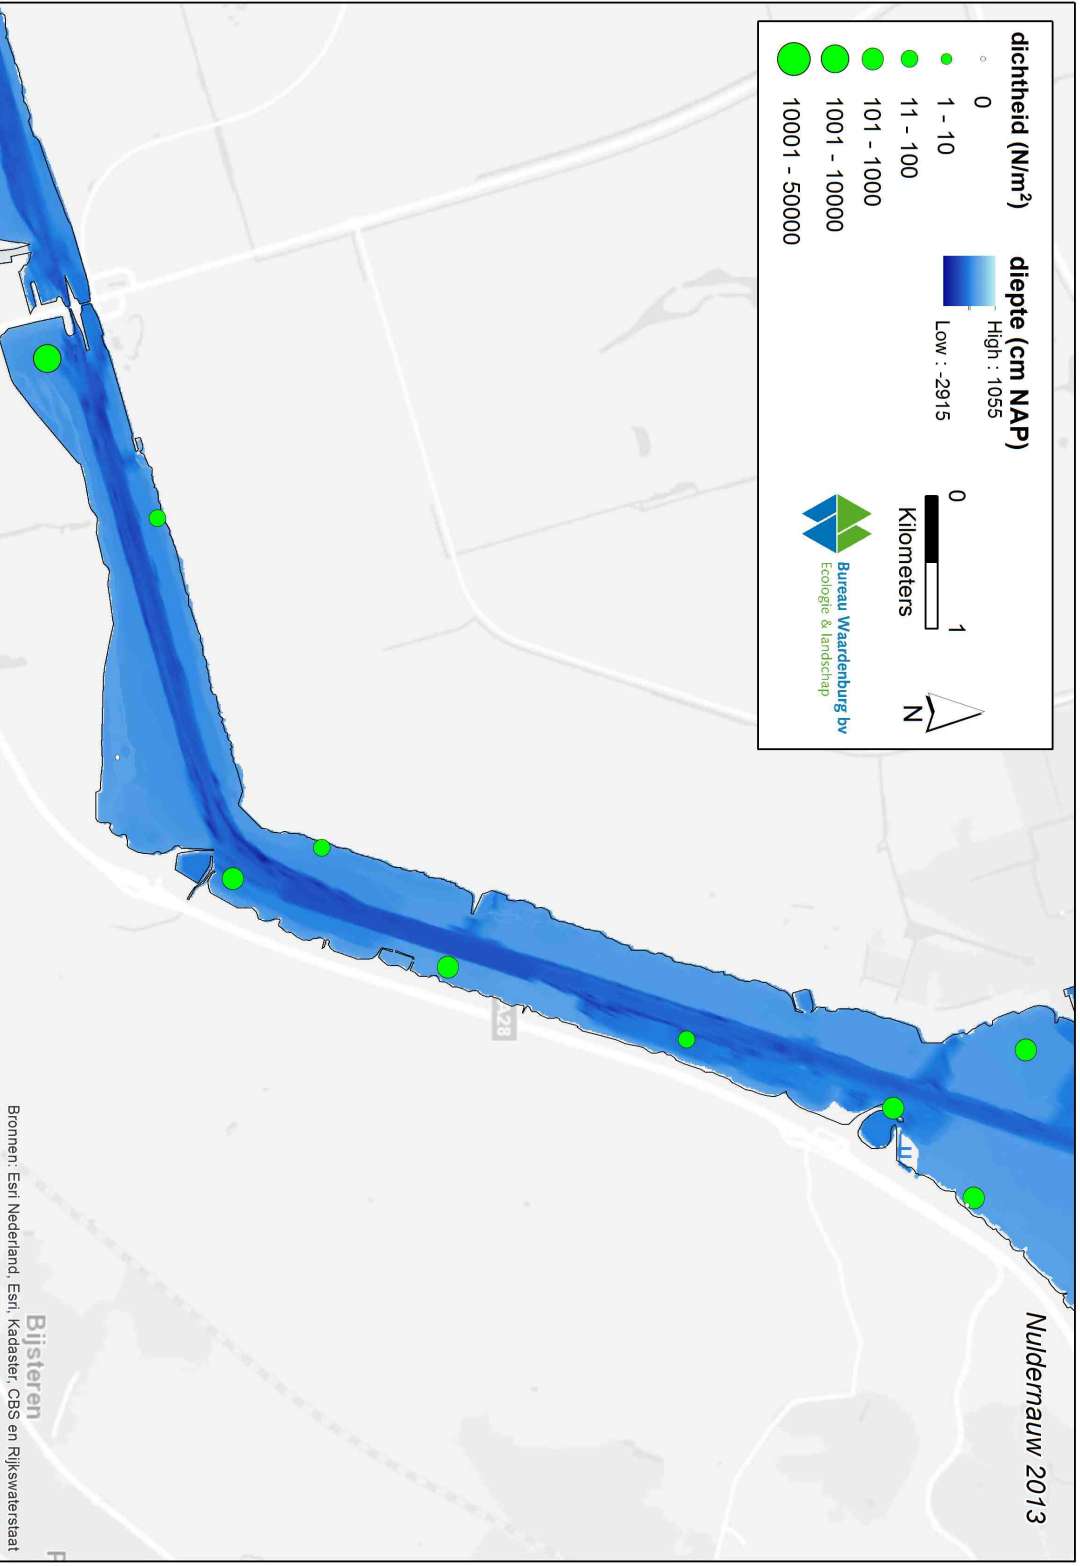 Nuldernauw 2013
dichtheid (N/m²)
0
1 - 10
11 - 100
101 - 1000
1001 - 10000
10001 - 50000
diepte (cm NAP)
High : 1055
Low : -2915
0 1
Kilometers
N
Bureau Waardenburg bv
Ecologie & landschap
A28
Bijsteren
Bronnen: Esri Nederland, Esri, Kadaster, CBS en Rijkswaterstaat